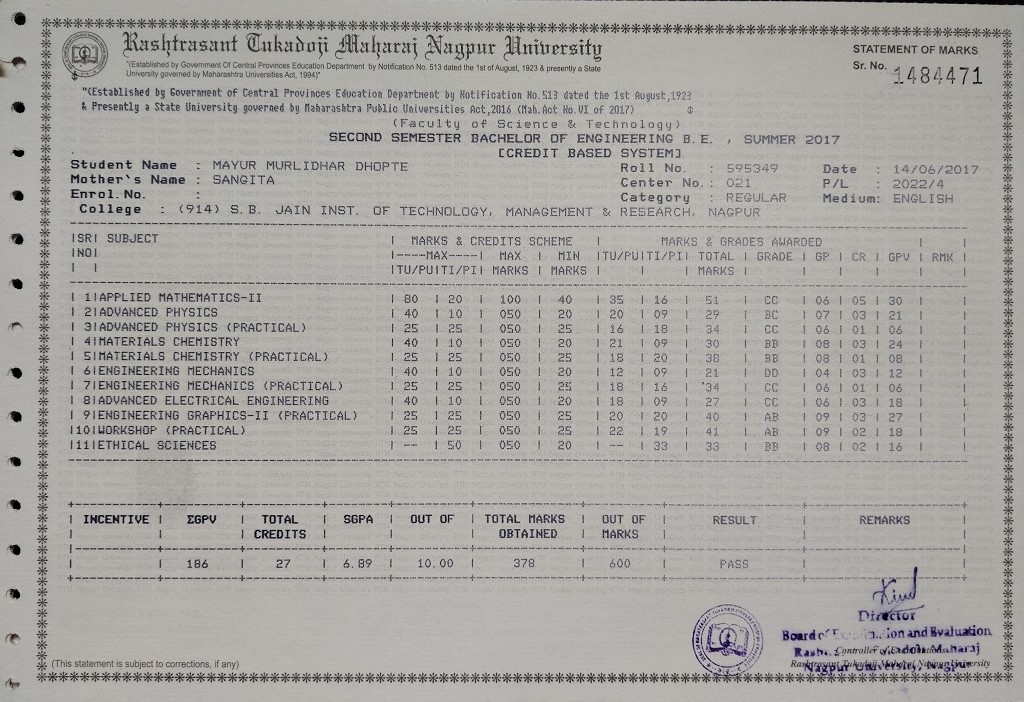 Rashtrasant Tukadoji Maharaj Nagpur University
"(Established by Government Of Central Provinces Education Department by Notification No. 513 dated the 1st of August, 1923 & presently a State
University governed by Maharashtra Universities Act, 1994)"
STATEMENT OF MARKS
Sr. No. 1484471
"(Established by Government of Central Provinces Education Department by Notification No.513 dated the 1st August,1923
& Presently a State University governed by Maharashtra Public Universities Act,2016 (Mah.Act No.VI of 2017)
(Faculty of Science & Technology)
SECOND SEMESTER BACHELOR OF ENGINEERING B.E. , SUMMER 2017
[CREDIT BASED SYSTEM]
Student Name : MAYUR MURLIDHAR DHOPTE Roll No. : 595349 Date : 14/06/2017
Mother's Name : SANGITA Center No. : 021 P/L : 2022/4
Enrol. No. : Category : REGULAR Medium: ENGLISH
College : (914) S.B. JAIN INST. OF TECHNOLOGY, MANAGEMENT & RESEARCH, NAGPUR
|SR| SUBJECT | MARKS & CREDITS SCHEME | MARKS & GRADES AWARDED | |
|NO| |----MAX----| MAX | MIN |TU/PU|TI/PI| TOTAL | GRADE | GP | CR | GPV | RMK |
| | |TU/PU|TI/PI| MARKS | MARKS | | | MARKS | | | | | |
| 1|APPLIED MATHEMATICS-II | 80 | 20 | 100 | 40 | 35 | 16 | 51 | CC | 06 | 05 | 30 | |
| 2|ADVANCED PHYSICS | 40 | 10 | 050 | 20 | 20 | 09 | 29 | BC | 07 | 03 | 21 | |
| 3|ADVANCED PHYSICS (PRACTICAL) | 25 | 25 | 050 | 25 | 16 | 18 | 34 | CC | 06 | 01 | 06 | |
| 4|MATERIALS CHEMISTRY | 40 | 10 | 050 | 20 | 21 | 09 | 30 | BB | 08 | 03 | 24 | |
| 5|MATERIALS CHEMISTRY (PRACTICAL) | 25 | 25 | 050 | 25 | 18 | 20 | 38 | BB | 08 | 01 | 08 | |
| 6|ENGINEERING MECHANICS | 40 | 10 | 050 | 20 | 12 | 09 | 21 | DD | 04 | 03 | 12 | |
| 7|ENGINEERING MECHANICS (PRACTICAL) | 25 | 25 | 050 | 25 | 18 | 16 | 34 | CC | 06 | 01 | 06 | |
| 8|ADVANCED ELECTRICAL ENGINEERING | 40 | 10 | 050 | 20 | 18 | 09 | 27 | CC | 06 | 03 | 18 | |
| 9|ENGINEERING GRAPHICS-II (PRACTICAL) | 25 | 25 | 050 | 25 | 20 | 20 | 40 | AB | 09 | 03 | 27 | |
|10|WORKSHOP (PRACTICAL) | 25 | 25 | 050 | 25 | 22 | 19 | 41 | AB | 09 | 02 | 18 | |
|11|ETHICAL SCIENCES | -- | 50 | 050 | 20 | -- | 33 | 33 | BB | 08 | 02 | 16 | |
| INCENTIVE | ΣGPV | TOTAL | SGPA | OUT OF | TOTAL MARKS | OUT OF | RESULT | REMARKS |
| | | CREDITS | | | OBTAINED | MARKS | | |
| | 186 | 27 | 6.89 | 10.00 | 378 | 600 | PASS | |
Director
Board of Examination and Evaluation
Controller of Examinations
Rashtrasant Tukadoji Maharaj Nagpur University
Nagpur University, Nagpur
(This statement is subject to corrections, if any)